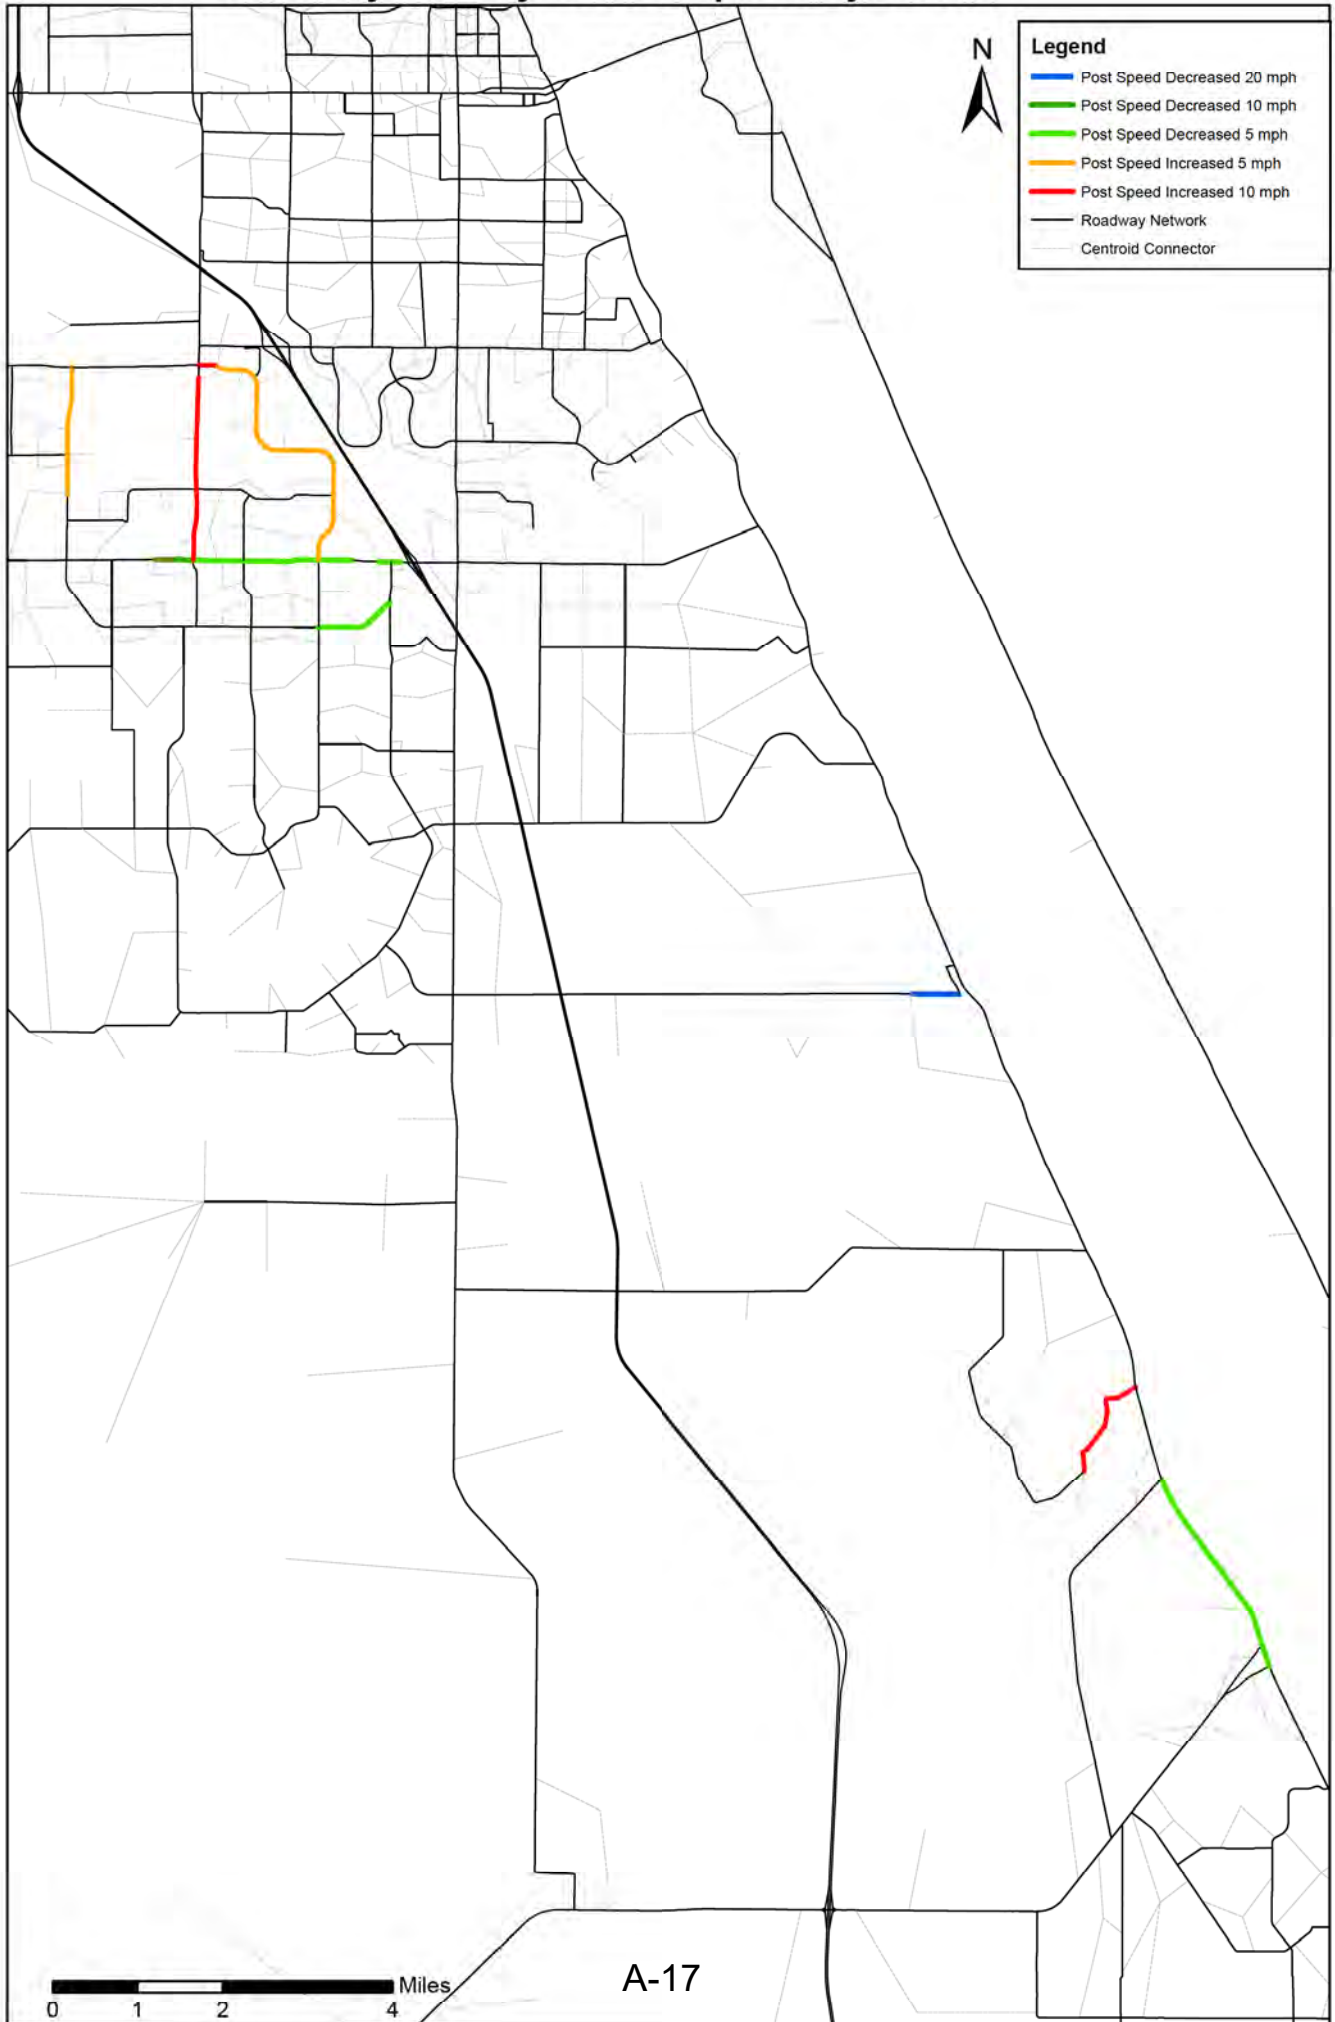 N
Legend
Post Speed Decreased 20 mph
Post Speed Decreased 10 mph
Post Speed Decreased 5 mph
Post Speed Increased 5 mph
Post Speed Increased 10 mph
Roadway Network
Centroid Connector
Miles
0 1 2 4
A-17